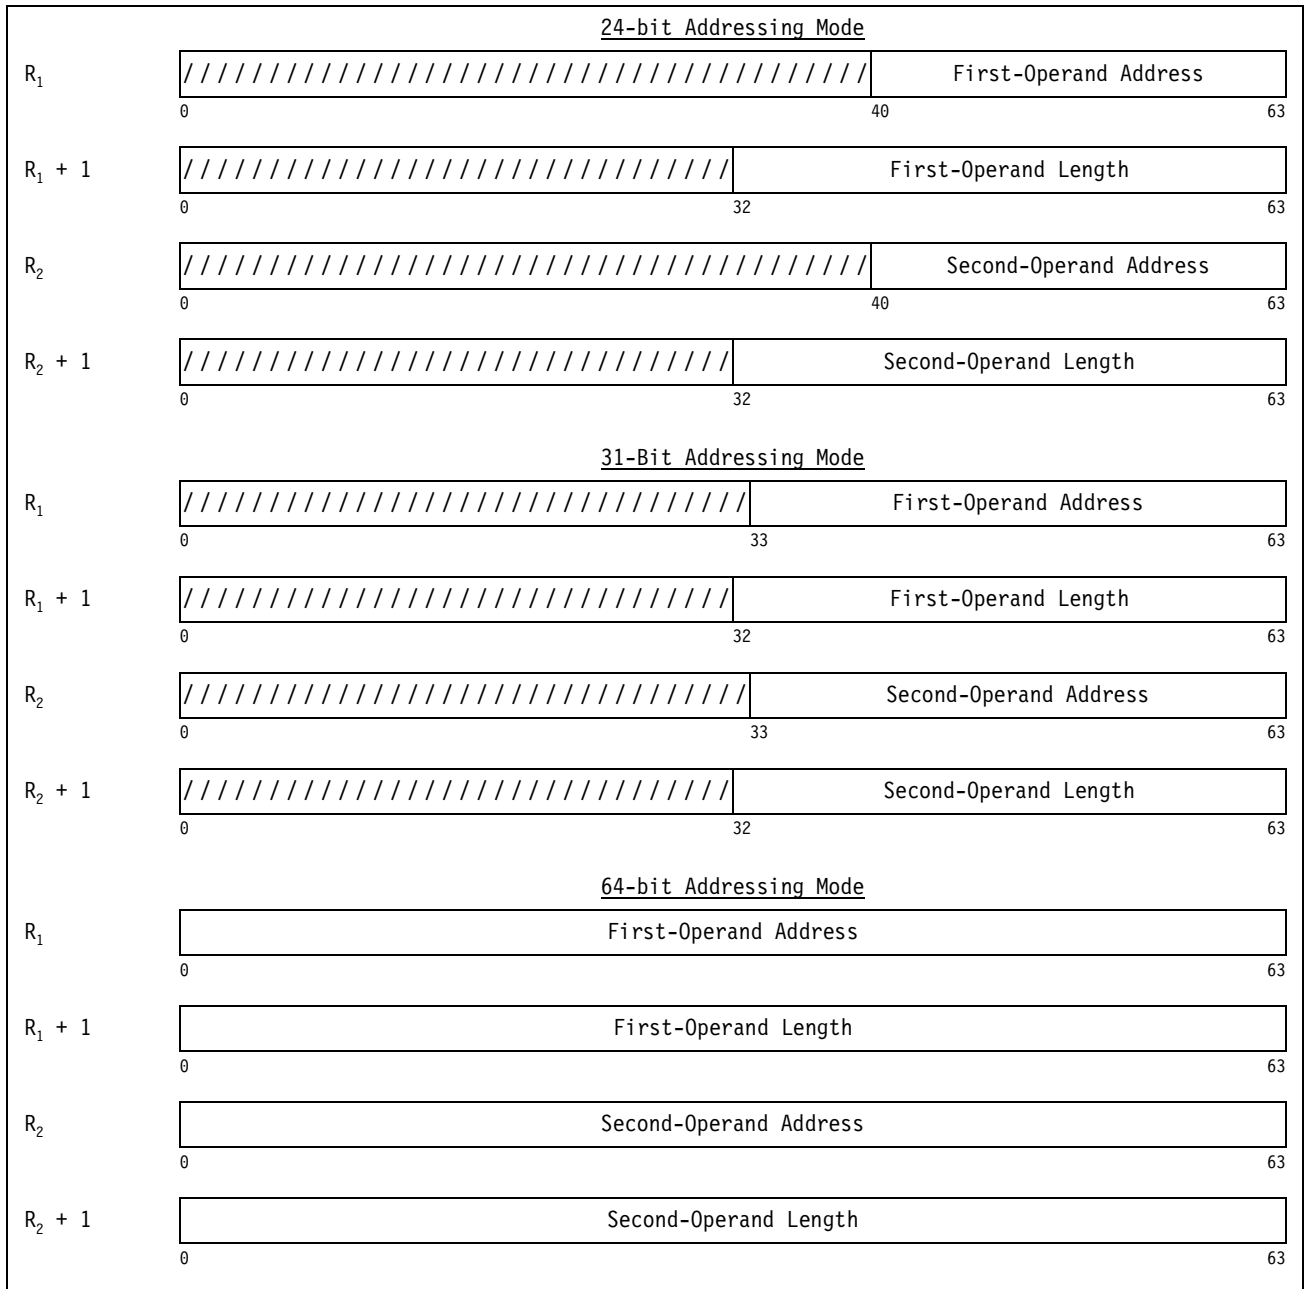 24-bit Addressing Mode
R₁ ////////////////////////////////////////  First-Operand Address
0 40 63
R₁ + 1 ////////////////////////////////  First-Operand Length
0 32 63
R₂ ////////////////////////////////////////  Second-Operand Address
0 40 63
R₂ + 1 ////////////////////////////////  Second-Operand Length
0 32 63
31-Bit Addressing Mode
R₁ /////////////////////////////////  First-Operand Address
0 33 63
R₁ + 1 ////////////////////////////////  First-Operand Length
0 32 63
R₂ /////////////////////////////////  Second-Operand Address
0 33 63
R₂ + 1 ////////////////////////////////  Second-Operand Length
0 32 63
64-bit Addressing Mode
R₁ First-Operand Address
0 63
R₁ + 1 First-Operand Length
0 63
R₂ Second-Operand Address
0 63
R₂ + 1 Second-Operand Length
0 63